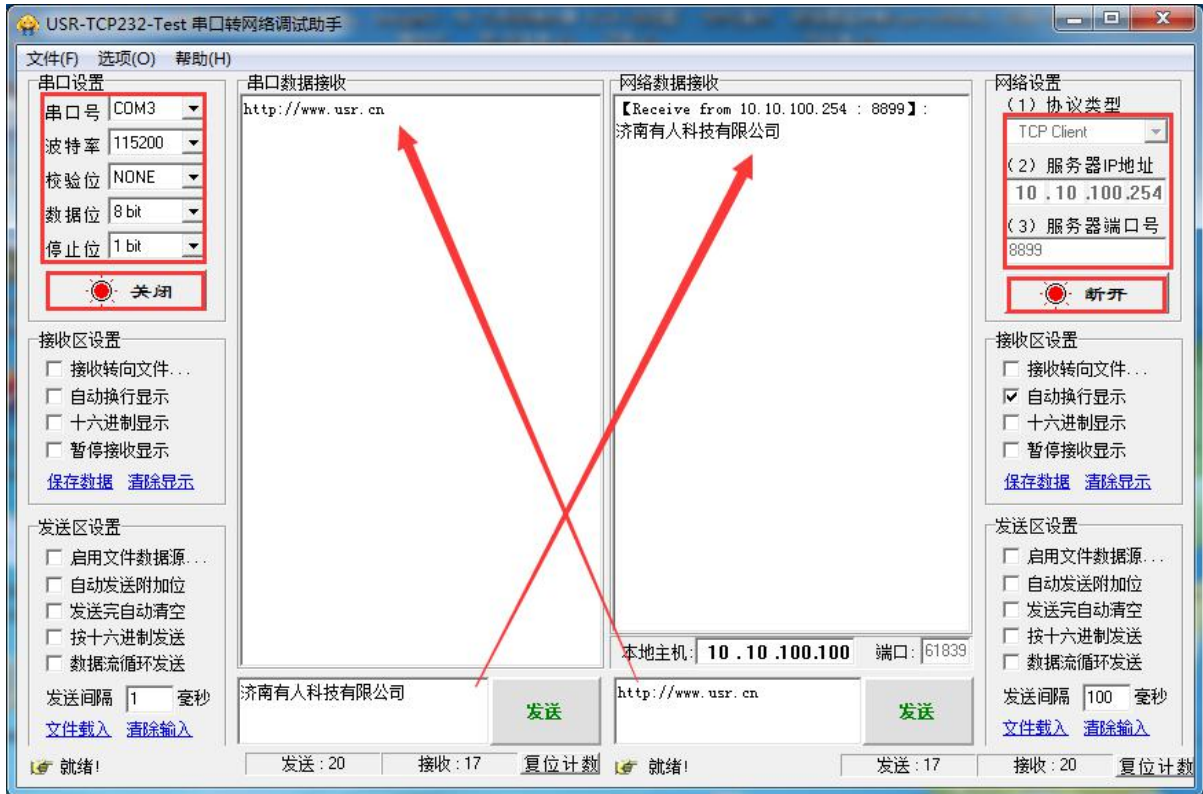 USR-TCP232-Test 串口转网络调试助手
文件(F) 选项(O) 帮助(H)
串口设置
串口号 COM3
波特率 115200
校验位 NONE
数据位 8 bit
停止位 1 bit
关闭
接收区设置
接收转向文件...
自动换行显示
十六进制显示
暂停接收显示
保存数据 清除显示
发送区设置
启用文件数据源...
自动发送附加位
发送完自动清空
按十六进制发送
数据流循环发送
发送间隔 1 毫秒
文件载入 清除输入
就绪!
串口数据接收
http://www.usr.cn
济南有人科技有限公司
发送
发送:20 接收:17 复位计数
网络数据接收
【Receive from 10.10.100.254 : 8899】:
济南有人科技有限公司
本地主机: 10 .10 .100.100 端口: 61839
http://www.usr.cn
发送
就绪!
发送:17 接收:20 复位计数
网络设置
(1) 协议类型
TCP Client
(2) 服务器IP地址
10 .10 .100.254
(3) 服务器端口号
8899
断开
接收区设置
接收转向文件...
自动换行显示
十六进制显示
暂停接收显示
保存数据 清除显示
发送区设置
启用文件数据源...
自动发送附加位
发送完自动清空
按十六进制发送
数据流循环发送
发送间隔 100 毫秒
文件载入 清除输入